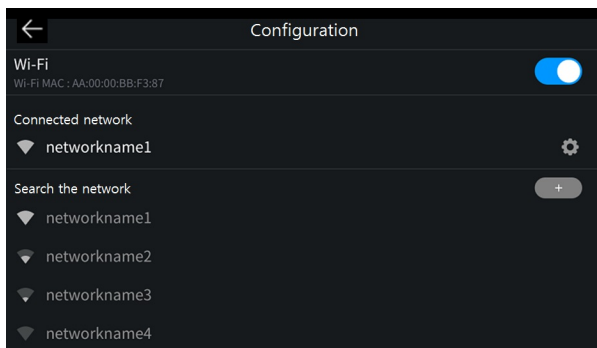 Configuration
Wi-Fi
Wi-Fi MAC : AA:00:00:BB:F3:87
Connected network
networkname1
Search the network
+
networkname1
networkname2
networkname3
networkname4